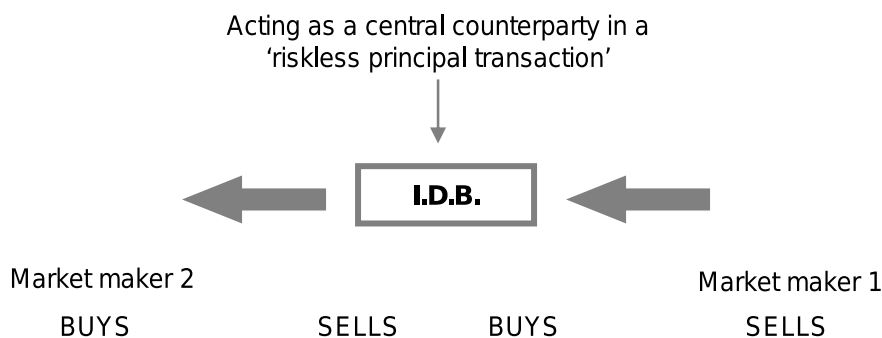 Acting as a central counterparty in a
‘riskless principal transaction’
I.D.B.
Market maker 2
Market maker 1
BUYS SELLS BUYS SELLS